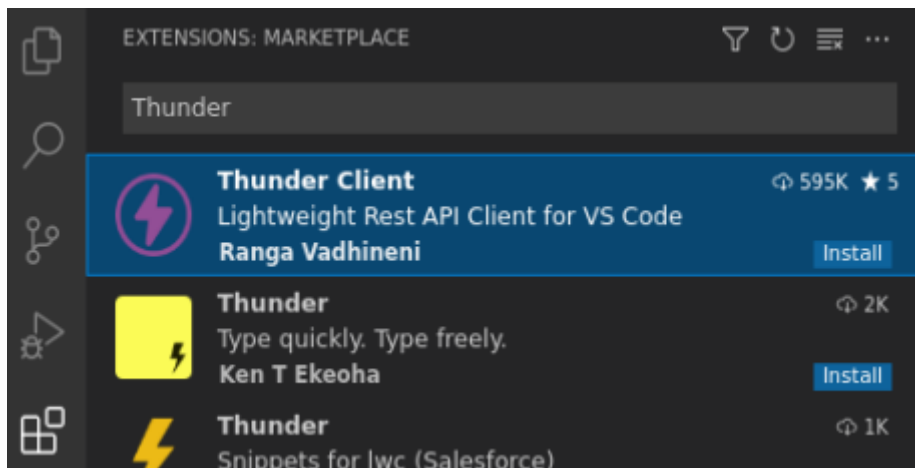 EXTENSIONS: MARKETPLACE
Thunder
Thunder Client 595K ★ 5
Lightweight Rest API Client for VS Code
Ranga Vadhineni Install
Thunder 2K
Type quickly. Type freely.
Ken T Ekeoha Install
Thunder 1K
Snippets for lwc (Salesforce)